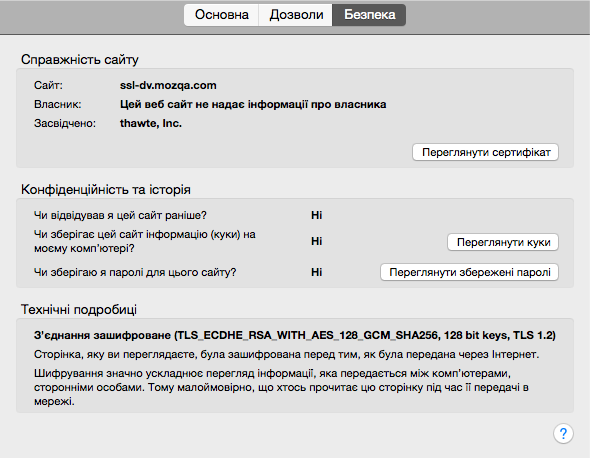 Основна Дозволи Безпека
Справжність сайту
Сайт: ssl-dv.mozqa.com
Власник: Цей веб сайт не надає інформації про власника
Засвідчено: thawte, Inc.
Переглянути сертифікат
Конфіденційність та історія
Чи відвідував я цей сайт раніше? Ні
Чи зберігає цей сайт інформацію (куки) на
моєму комп'ютері? Ні Переглянути куки
Чи зберігаю я паролі для цього сайту? Ні Переглянути збережені паролі
Технічні подробиці
З'єднання зашифроване (TLS_ECDHE_RSA_WITH_AES_128_GCM_SHA256, 128 bit keys, TLS 1.2)
Сторінка, яку ви переглядаєте, була зашифрована перед тим, як була передана через Інтернет.
Шифрування значно ускладнює перегляд інформації, яка передається між комп'ютерами,
сторонніми особами. Тому малоймовірно, що хтось прочитає цю сторінку під час її передачі в
мережі.
?